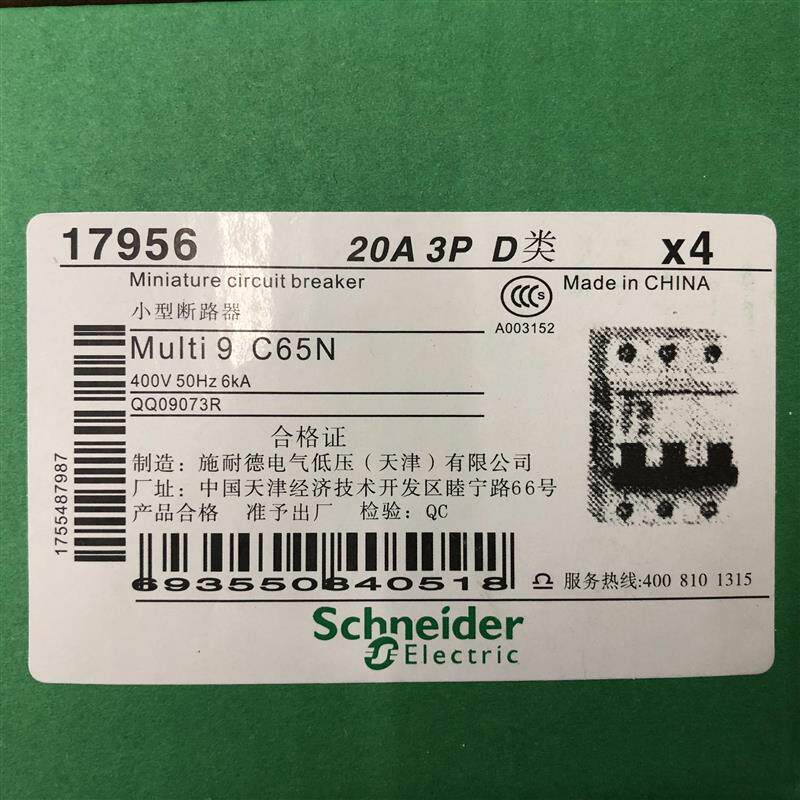 17956 20A 3P D类 x4
Miniature circuit breaker
小型断路器
CCC S
A003152
Made in CHINA
Multi 9 C65N
400V 50Hz 6kA
QQ09073R
1755487987
合格证
制造：施耐德电气低压（天津）有限公司
厂址：中国天津经济技术开发区睦宁路66号
产品合格 准予出厂 检验：QC
693550840518
服务热线:400 810 1315
Schneider
Electric